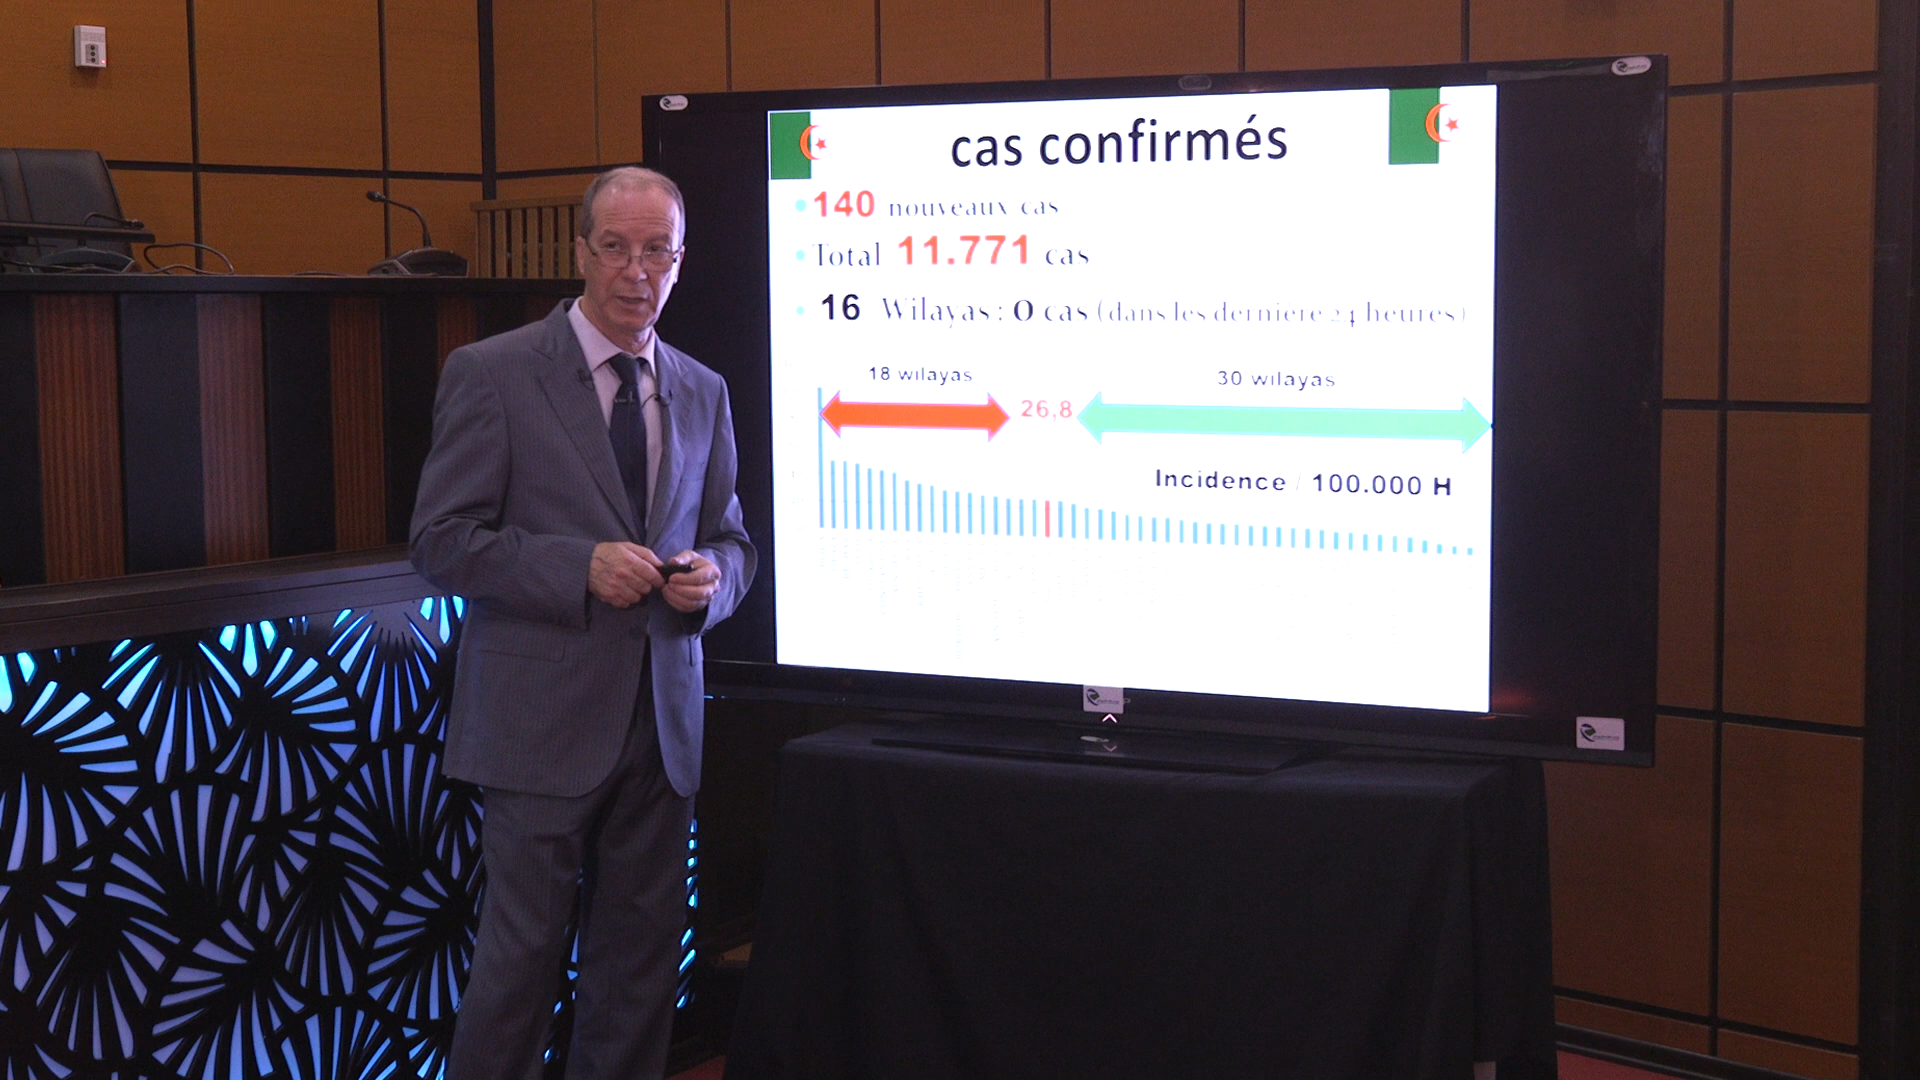 cas confirmés
140 nouveaux cas
Total 11.771 cas
16 Wilayas : 0 cas (dans les derniere 24 heures)
18 wilayas
26,8
30 wilayas
Incidence / 100.000 H